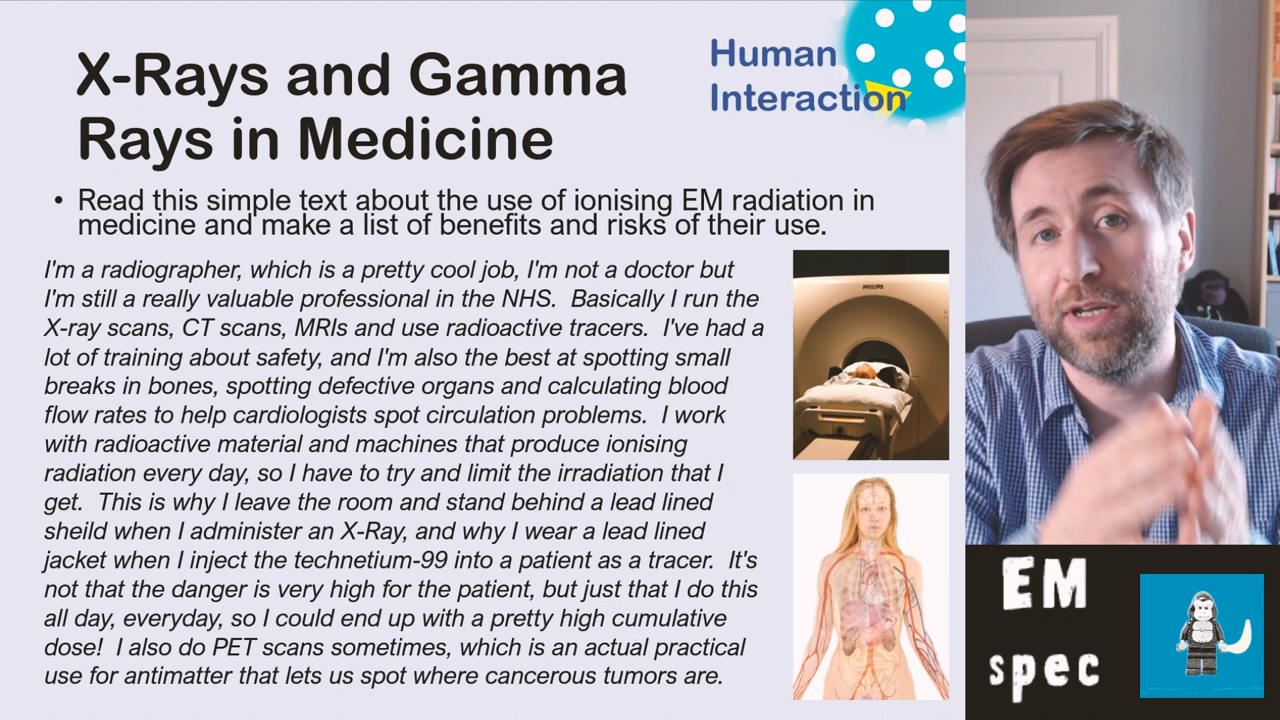 X-Rays and Gamma
Rays in Medicine
Human
Interaction
• Read this simple text about the use of ionising EM radiation in
medicine and make a list of benefits and risks of their use.
I'm a radiographer, which is a pretty cool job, I'm not a doctor but
I'm still a really valuable professional in the NHS.  Basically I run the
X-ray scans, CT scans, MRIs and use radioactive tracers.  I've had a
lot of training about safety, and I'm also the best at spotting small
breaks in bones, spotting defective organs and calculating blood
flow rates to help cardiologists spot circulation problems.  I work
with radioactive material and machines that produce ionising
radiation every day, so I have to try and limit the irradiation that I
get.  This is why I leave the room and stand behind a lead lined
sheild when I administer an X-Ray, and why I wear a lead lined
jacket when I inject the technetium-99 into a patient as a tracer.  It's
not that the danger is very high for the patient, but just that I do this
all day, everyday, so I could end up with a pretty high cumulative
dose!  I also do PET scans sometimes, which is an actual practical
use for antimatter that lets us spot where cancerous tumors are.
PHILIPS
EM
spec